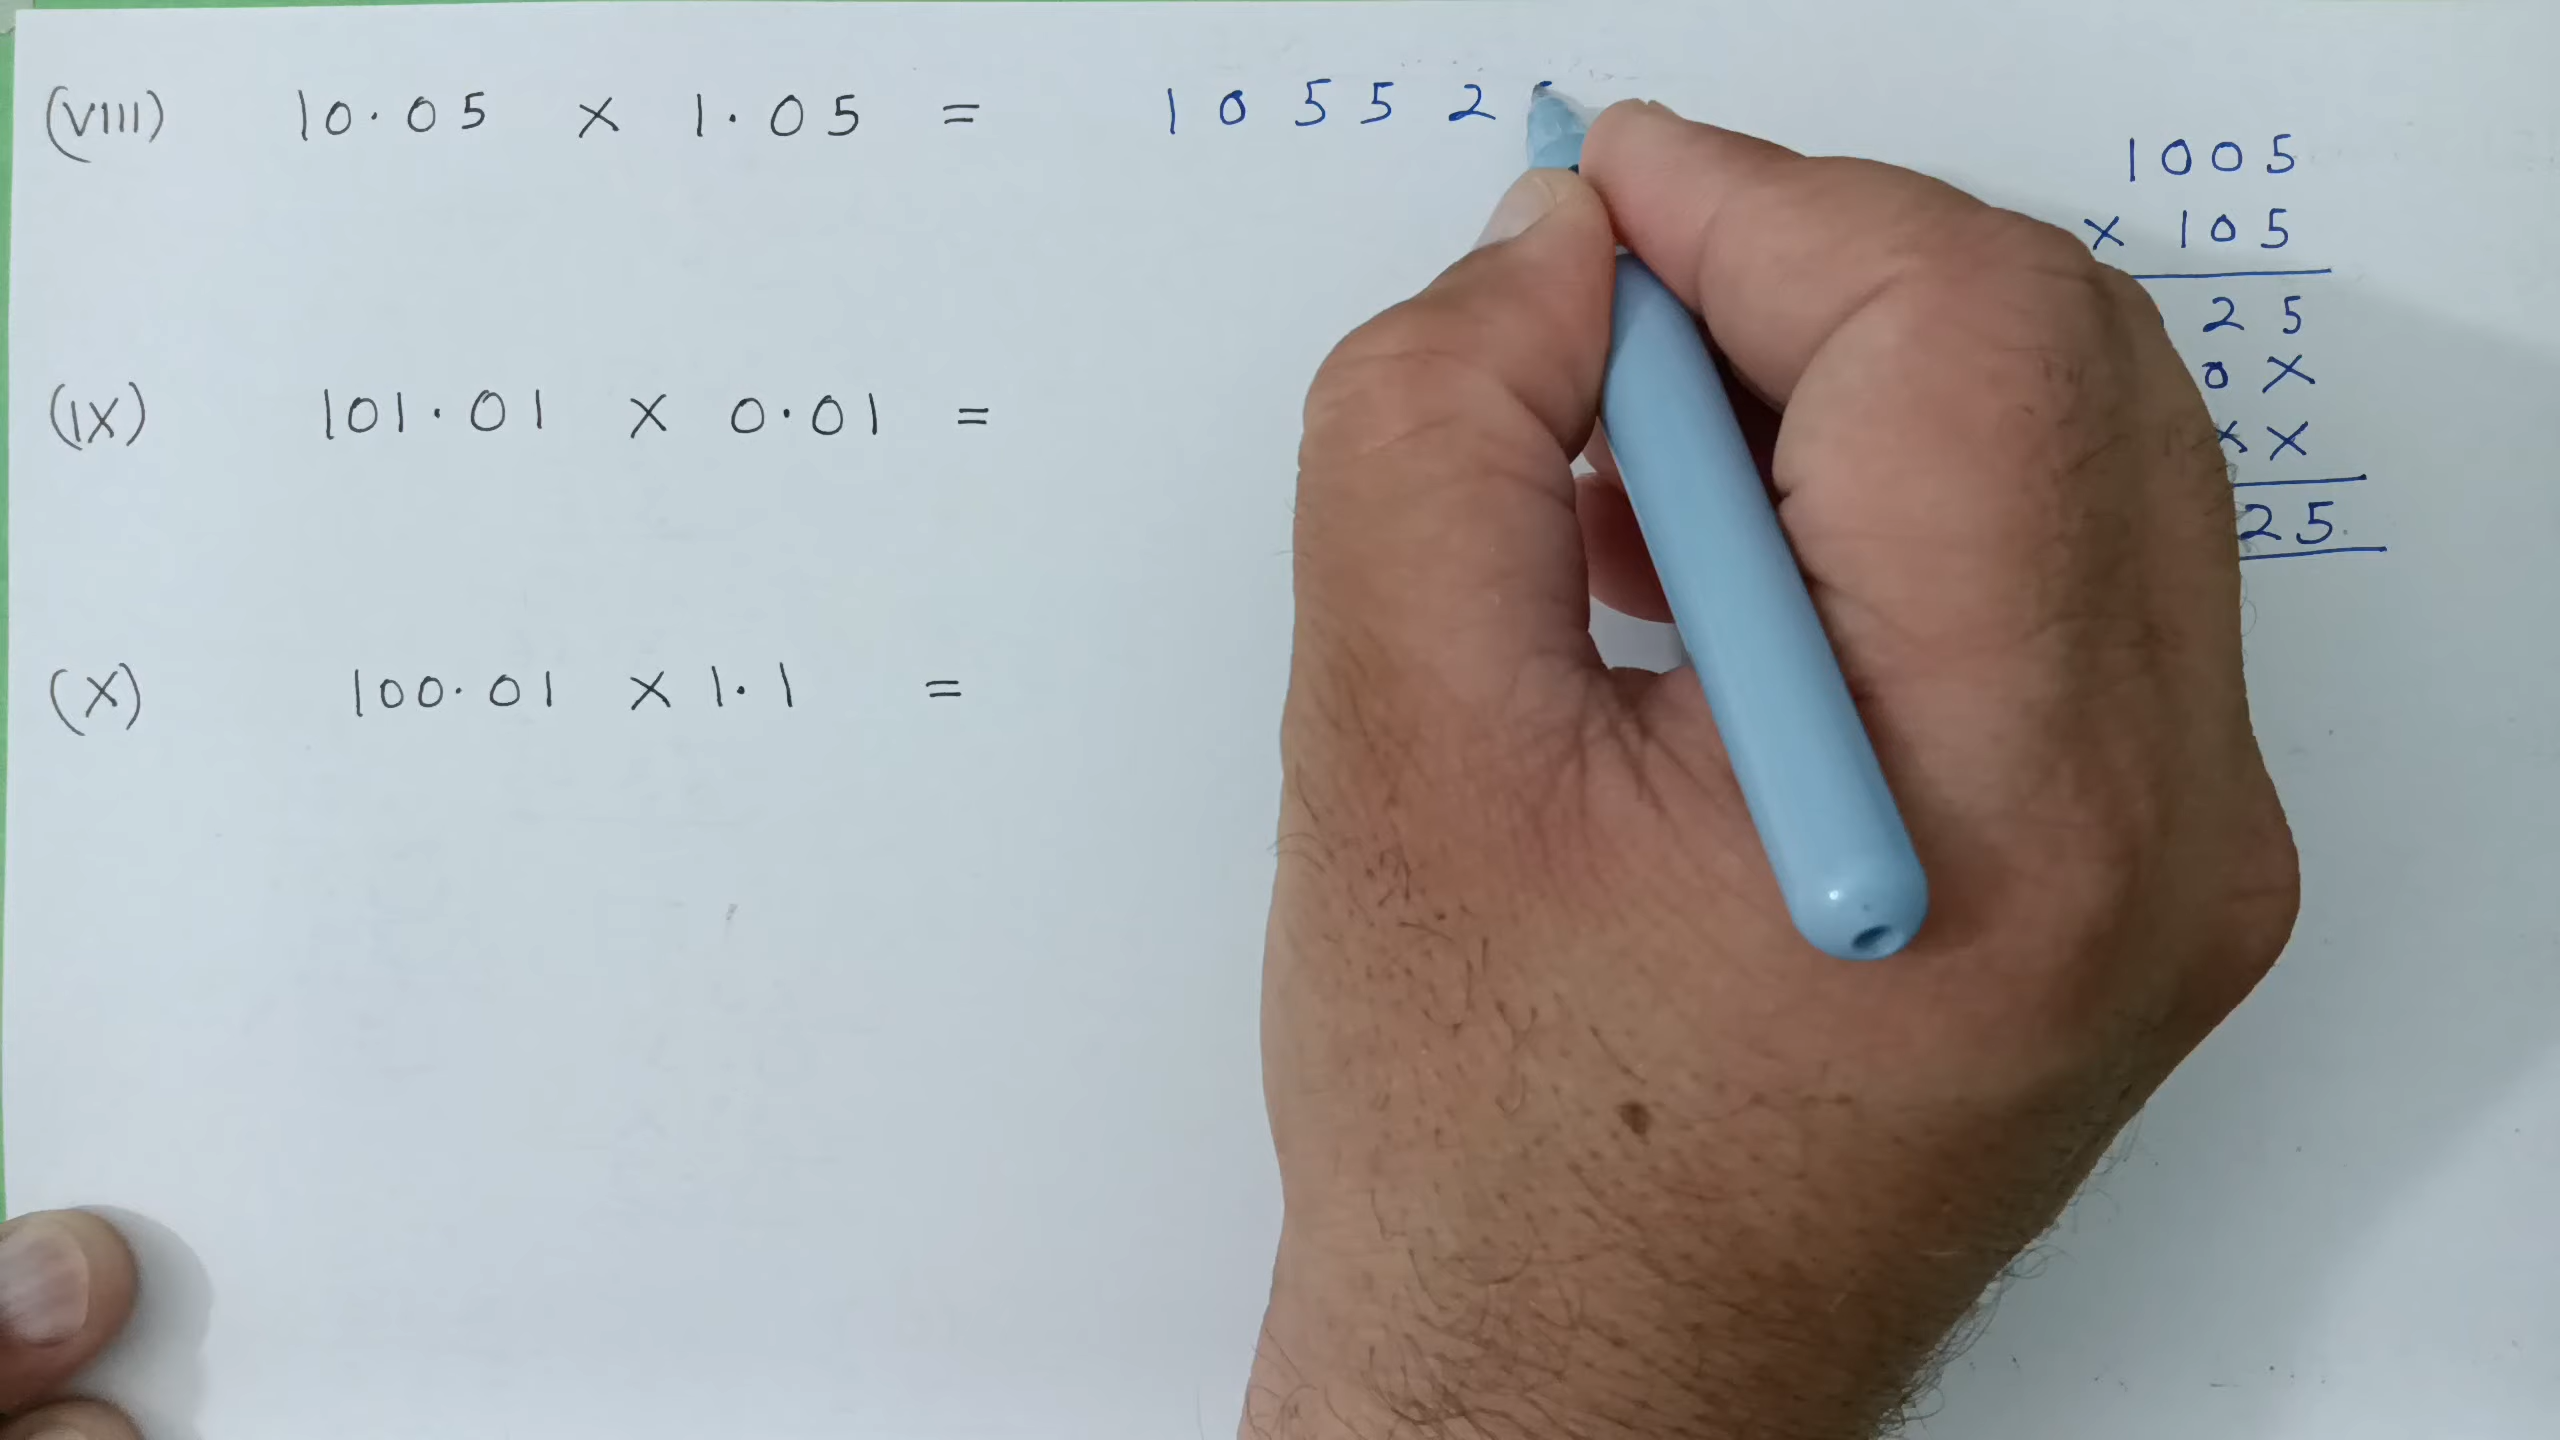 (VIII) 10.05 × 1.05 = 10552
(IX) 101.01 × 0.01 =
(X) 100.01 × 1.1 =
1005
× 105
25
0×
××
25